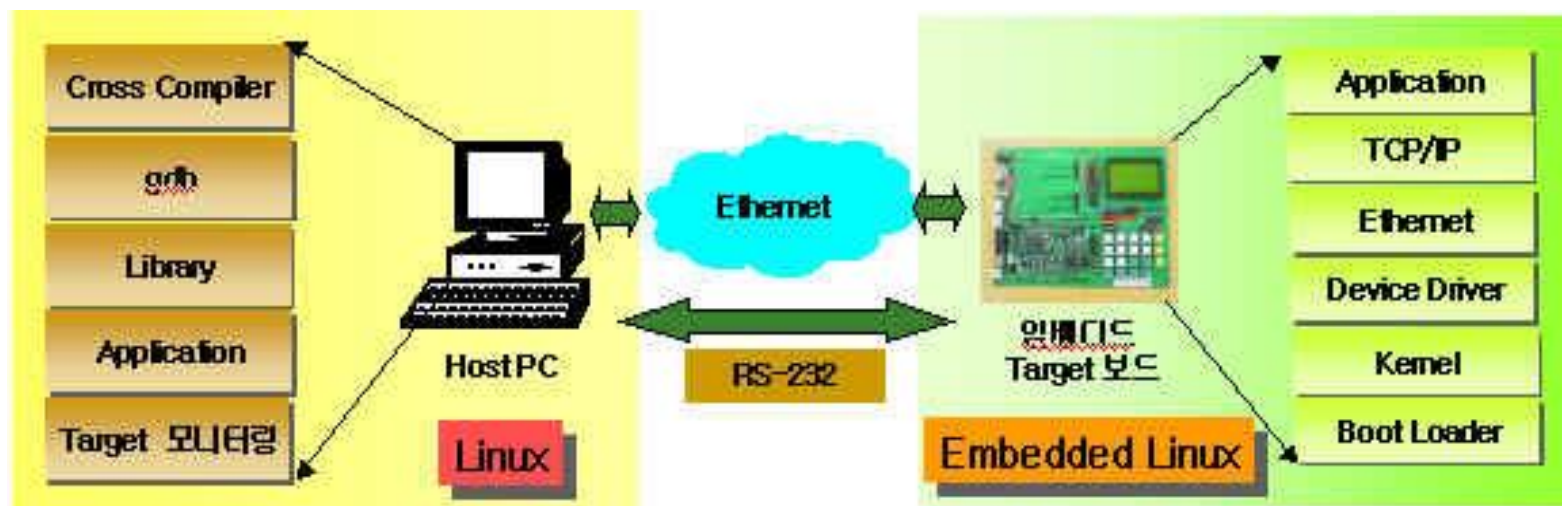 Cross Compiler
gdb
Library
Application
Target 모니터링
Host PC
Linux
Ethernet
RS-232
임베디드
Target 보드
Embedded Linux
Application
TCP/IP
Ethernet
Device Driver
Kernel
Boot Loader